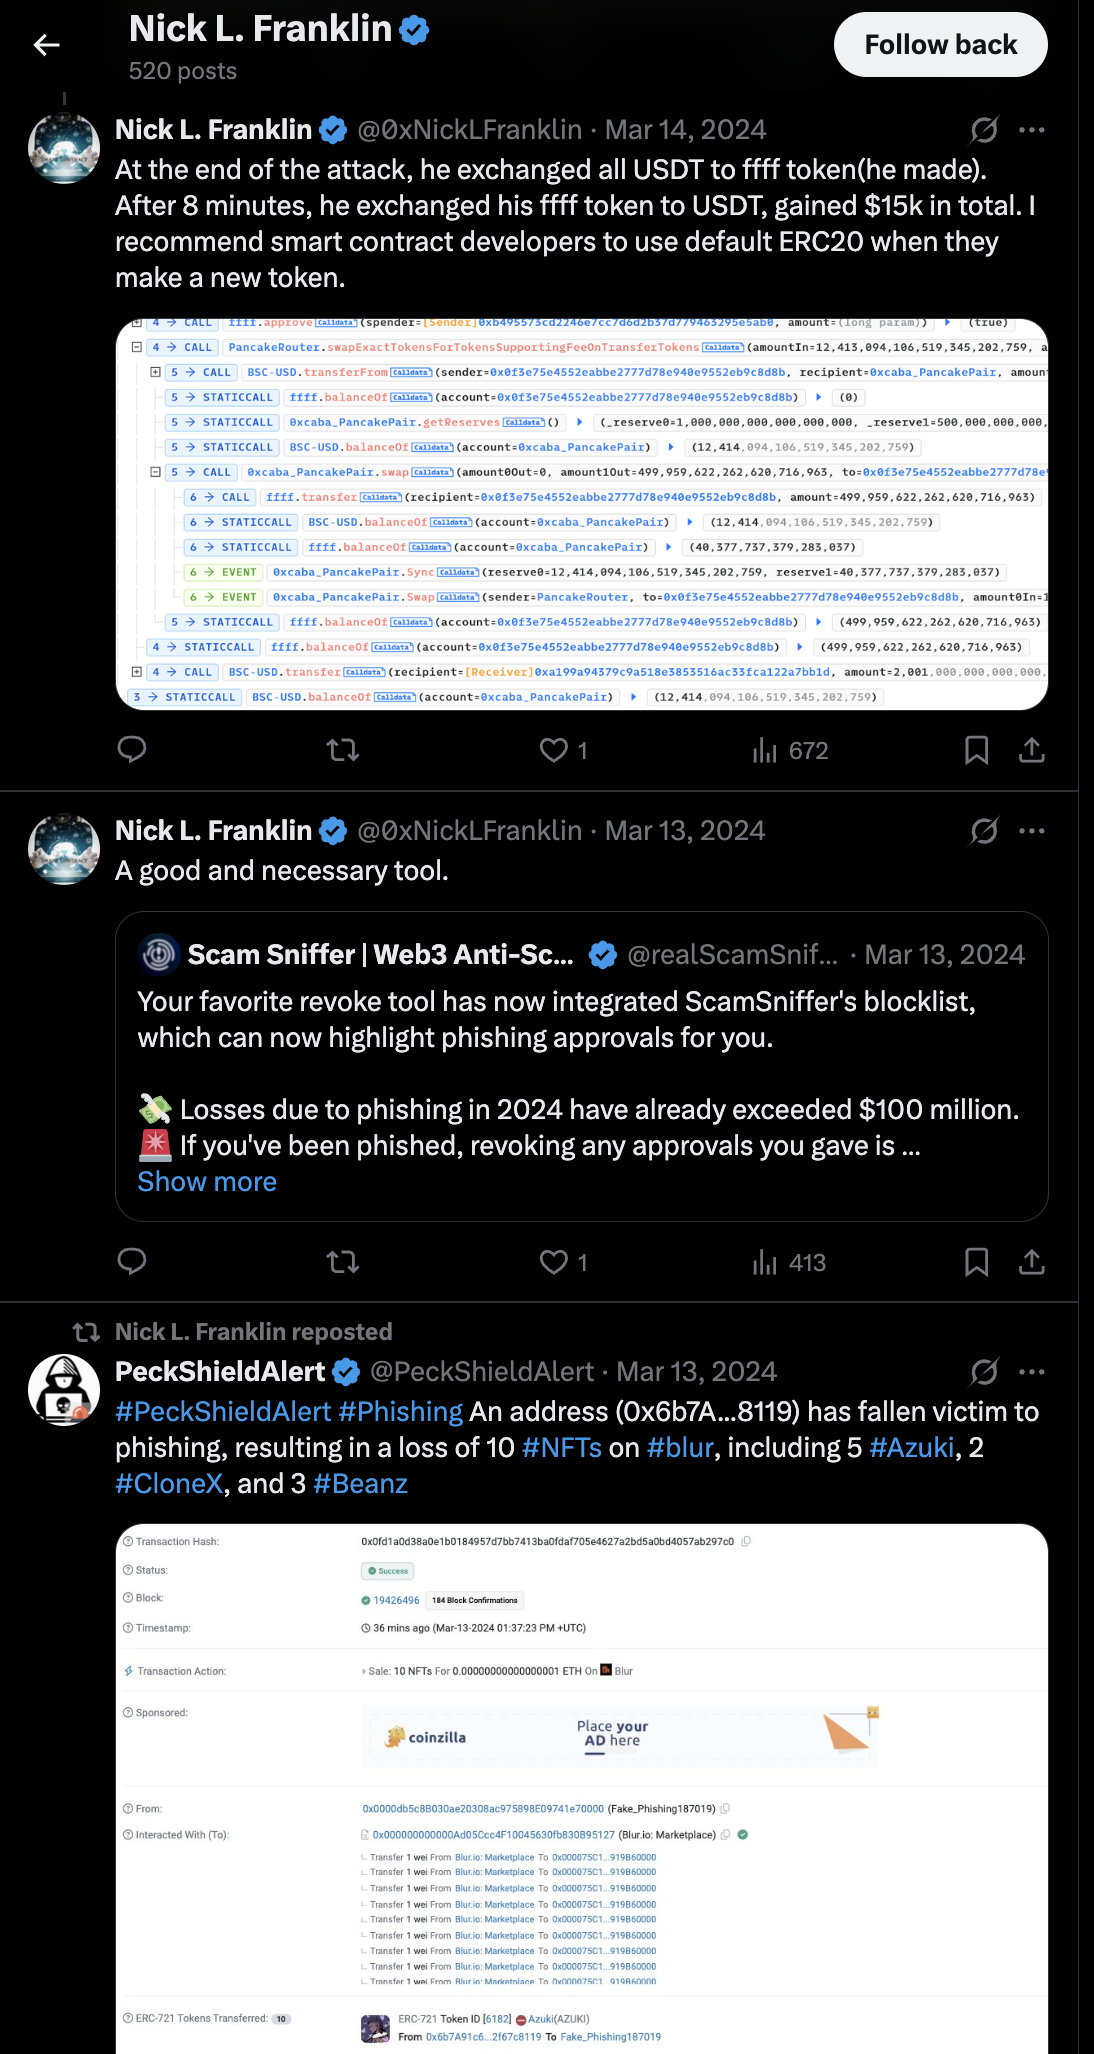 Nick L. Franklin
520 posts
Follow back
Nick L. Franklin @0xNickLFranklin · Mar 14, 2024
At the end of the attack, he exchanged all USDT to ffff token(he made).
After 8 minutes, he exchanged his ffff token to USDT, gained $15k in total. I
recommend smart contract developers to use default ERC20 when they
make a new token.
4 → CALL ffff.approve Calldata (spender=[Sender]0xb495573cd2246e7cc7d6d2b37d779463295e5ab0, amount=(long param)) (true)
4 → CALL PancakeRouter.swapExactTokensForTokensSupportingFeeOnTransferTokens Calldata (amountIn=12,413,094,106,519,345,202,759, a
5 → CALL BSC-USD.transferFrom Calldata (sender=0x0f3e75e4552eabbe2777d78e940e9552eb9c8d8b, recipient=0xcaba_PancakePair, amoun
5 → STATICCALL ffff.balanceOf Calldata (account=0x0f3e75e4552eabbe2777d78e940e9552eb9c8d8b) (0)
5 → STATICCALL 0xcaba_PancakePair.getReserves Calldata () (_reserve0=1,000,000,000,000,000,000, _reserve1=500,000,000,000,
5 → STATICCALL BSC-USD.balanceOf Calldata (account=0xcaba_PancakePair) (12,414,094,106,519,345,202,759)
5 → CALL 0xcaba_PancakePair.swap Calldata (amount0Out=0, amount1Out=499,959,622,262,620,716,963, to=0x0f3e75e4552eabbe2777d78e
6 → CALL ffff.transfer Calldata (recipient=0x0f3e75e4552eabbe2777d78e940e9552eb9c8d8b, amount=499,959,622,262,620,716,963)
6 → STATICCALL BSC-USD.balanceOf Calldata (account=0xcaba_PancakePair) (12,414,094,106,519,345,202,759)
6 → STATICCALL ffff.balanceOf Calldata (account=0xcaba_PancakePair) (40,377,737,379,283,037)
6 → EVENT 0xcaba_PancakePair.Sync Calldata (reserve0=12,414,094,106,519,345,202,759, reserve1=40,377,737,379,283,037)
6 → EVENT 0xcaba_PancakePair.Swap Calldata (sender=PancakeRouter, to=0x0f3e75e4552eabbe2777d78e940e9552eb9c8d8b, amount0In=1
5 → STATICCALL ffff.balanceOf Calldata (account=0x0f3e75e4552eabbe2777d78e940e9552eb9c8d8b) (499,959,622,262,620,716,963)
4 → STATICCALL ffff.balanceOf Calldata (account=0x0f3e75e4552eabbe2777d78e940e9552eb9c8d8b) (499,959,622,262,620,716,963)
4 → CALL BSC-USD.transfer Calldata (recipient=[Receiver]0xa199a94379c9a518e3853516ac33fca122a7bb1d, amount=2,001,000,000,000,000,
3 → STATICCALL BSC-USD.balanceOf Calldata (account=0xcaba_PancakePair) (12,414,094,106,519,345,202,759)
1 672
Nick L. Franklin @0xNickLFranklin · Mar 13, 2024
A good and necessary tool.
Scam Sniffer | Web3 Anti-Sc... @realScamSnif... · Mar 13, 2024
Your favorite revoke tool has now integrated ScamSniffer's blocklist,
which can now highlight phishing approvals for you.
💸 Losses due to phishing in 2024 have already exceeded $100 million.
🚨 If you've been phished, revoking any approvals you gave is ...
Show more
1 413
Nick L. Franklin reposted
PeckShieldAlert @PeckShieldAlert · Mar 13, 2024
#PeckShieldAlert #Phishing An address (0x6b7A...8119) has fallen victim to
phishing, resulting in a loss of 10 #NFTs on #blur, including 5 #Azuki, 2
#CloneX, and 3 #Beanz
Transaction Hash: 0x0fd1a0d38a0e1b0184957d7bb7413ba0fdaf705e4627a2bd5a0bd4057ab297c0
Status: Success
Block: 19426496 184 Block Confirmations
Timestamp: 36 mins ago (Mar-13-2024 01:37:23 PM +UTC)
Transaction Action: Sale: 10 NFTs For 0.00000000000000001 ETH On Blur
Sponsored:
coinzilla
Place your
AD here
From: 0x0000db5c8B030ae20308ac975898E09741e70000 (Fake_Phishing187019)
Interacted With (To): 0x000000000000Ad05Ccc4F10045630fb830B95127 (Blur.io: Marketplace)
Transfer 1 wei From Blur.io: Marketplace To 0x000075C1...919B60000
Transfer 1 wei From Blur.io: Marketplace To 0x000075C1...919B60000
Transfer 1 wei From Blur.io: Marketplace To 0x000075C1...919B60000
Transfer 1 wei From Blur.io: Marketplace To 0x000075C1...919B60000
Transfer 1 wei From Blur.io: Marketplace To 0x000075C1...919B60000
Transfer 1 wei From Blur.io: Marketplace To 0x000075C1...919B60000
Transfer 1 wei From Blur.io: Marketplace To 0x000075C1...919B60000
Transfer 1 wei From Blur.io: Marketplace To 0x000075C1...919B60000
Transfer 1 wei From Blur.io: Marketplace To 0x000075C1...919B60000
ERC-721 Tokens Transferred: 10
ERC-721 Token ID [6182] Azuki(AZUKI)
From 0x6b7A91c6...2f67c8119 To Fake_Phishing187019